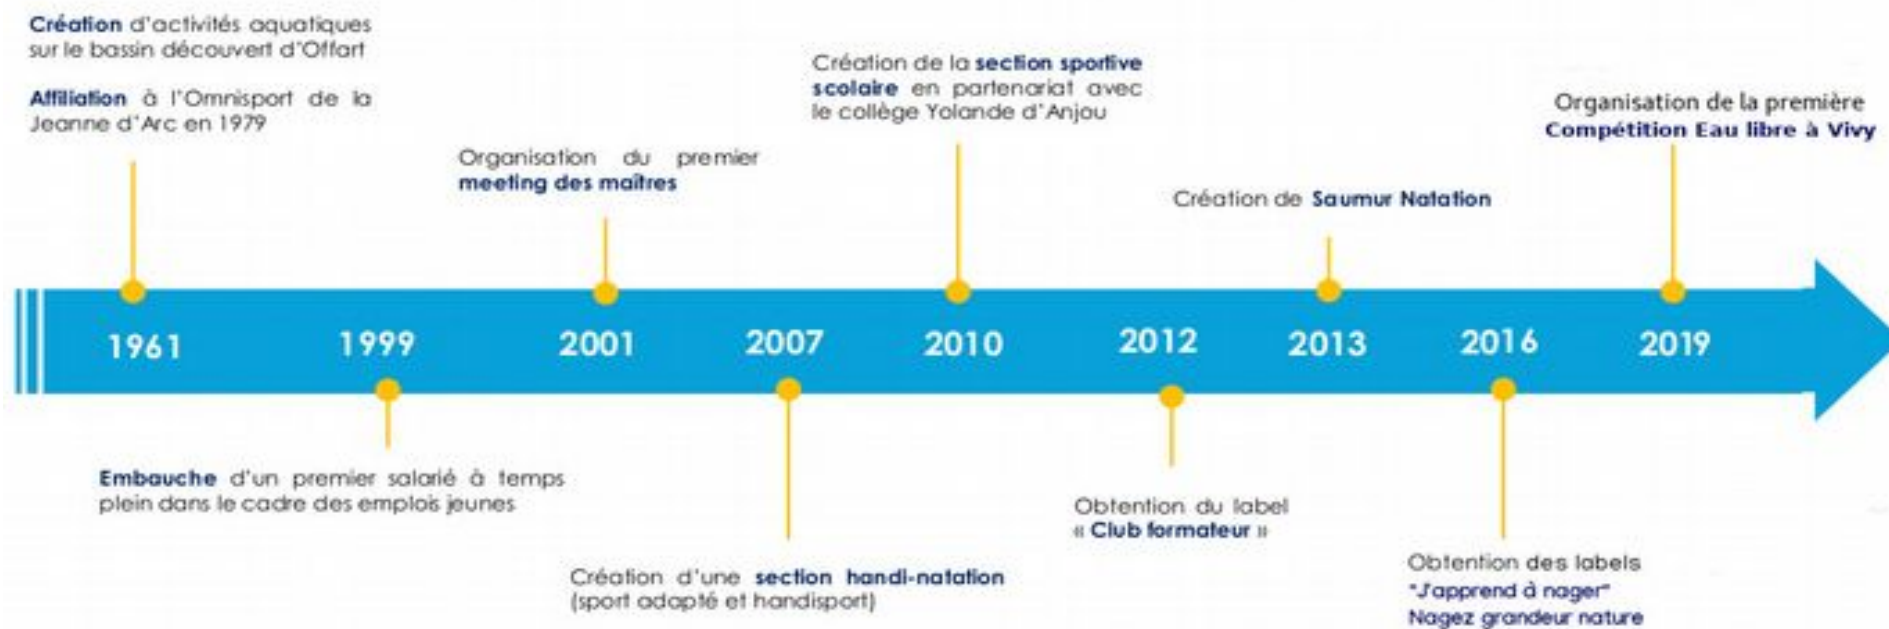 Création d'activités aquatiques
sur le bassin découvert d'Offart
Affiliation à l'Omnisport de la
Jeanne d'Arc en 1979
Organisation du premier
meeting des maîtres
Création de la section sportive
scolaire en partenariat avec
le collège Yolande d'Anjou
Création de Saumur Natation
Organisation de la première
Compétition Eau libre à Vivy
1961 1999 2001 2007 2010 2012 2013 2016 2019
Embauche d'un premier salarié à temps
plein dans le cadre des emplois jeunes
Création d'une section handi-natation
(sport adapté et handisport)
Obtention du label
« Club formateur »
Obtention des labels
"J'apprend à nager"
Nagez grandeur nature